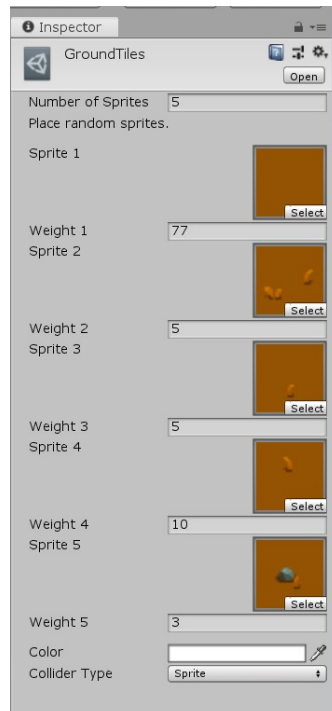 Inspector
GroundTiles
Open
Number of Sprites 5
Place random sprites.
Sprite 1
Select
Weight 1 77
Sprite 2
Select
Weight 2 5
Sprite 3
Select
Weight 3 5
Sprite 4
Select
Weight 4 10
Sprite 5
Select
Weight 5 3
Color
Collider Type Sprite